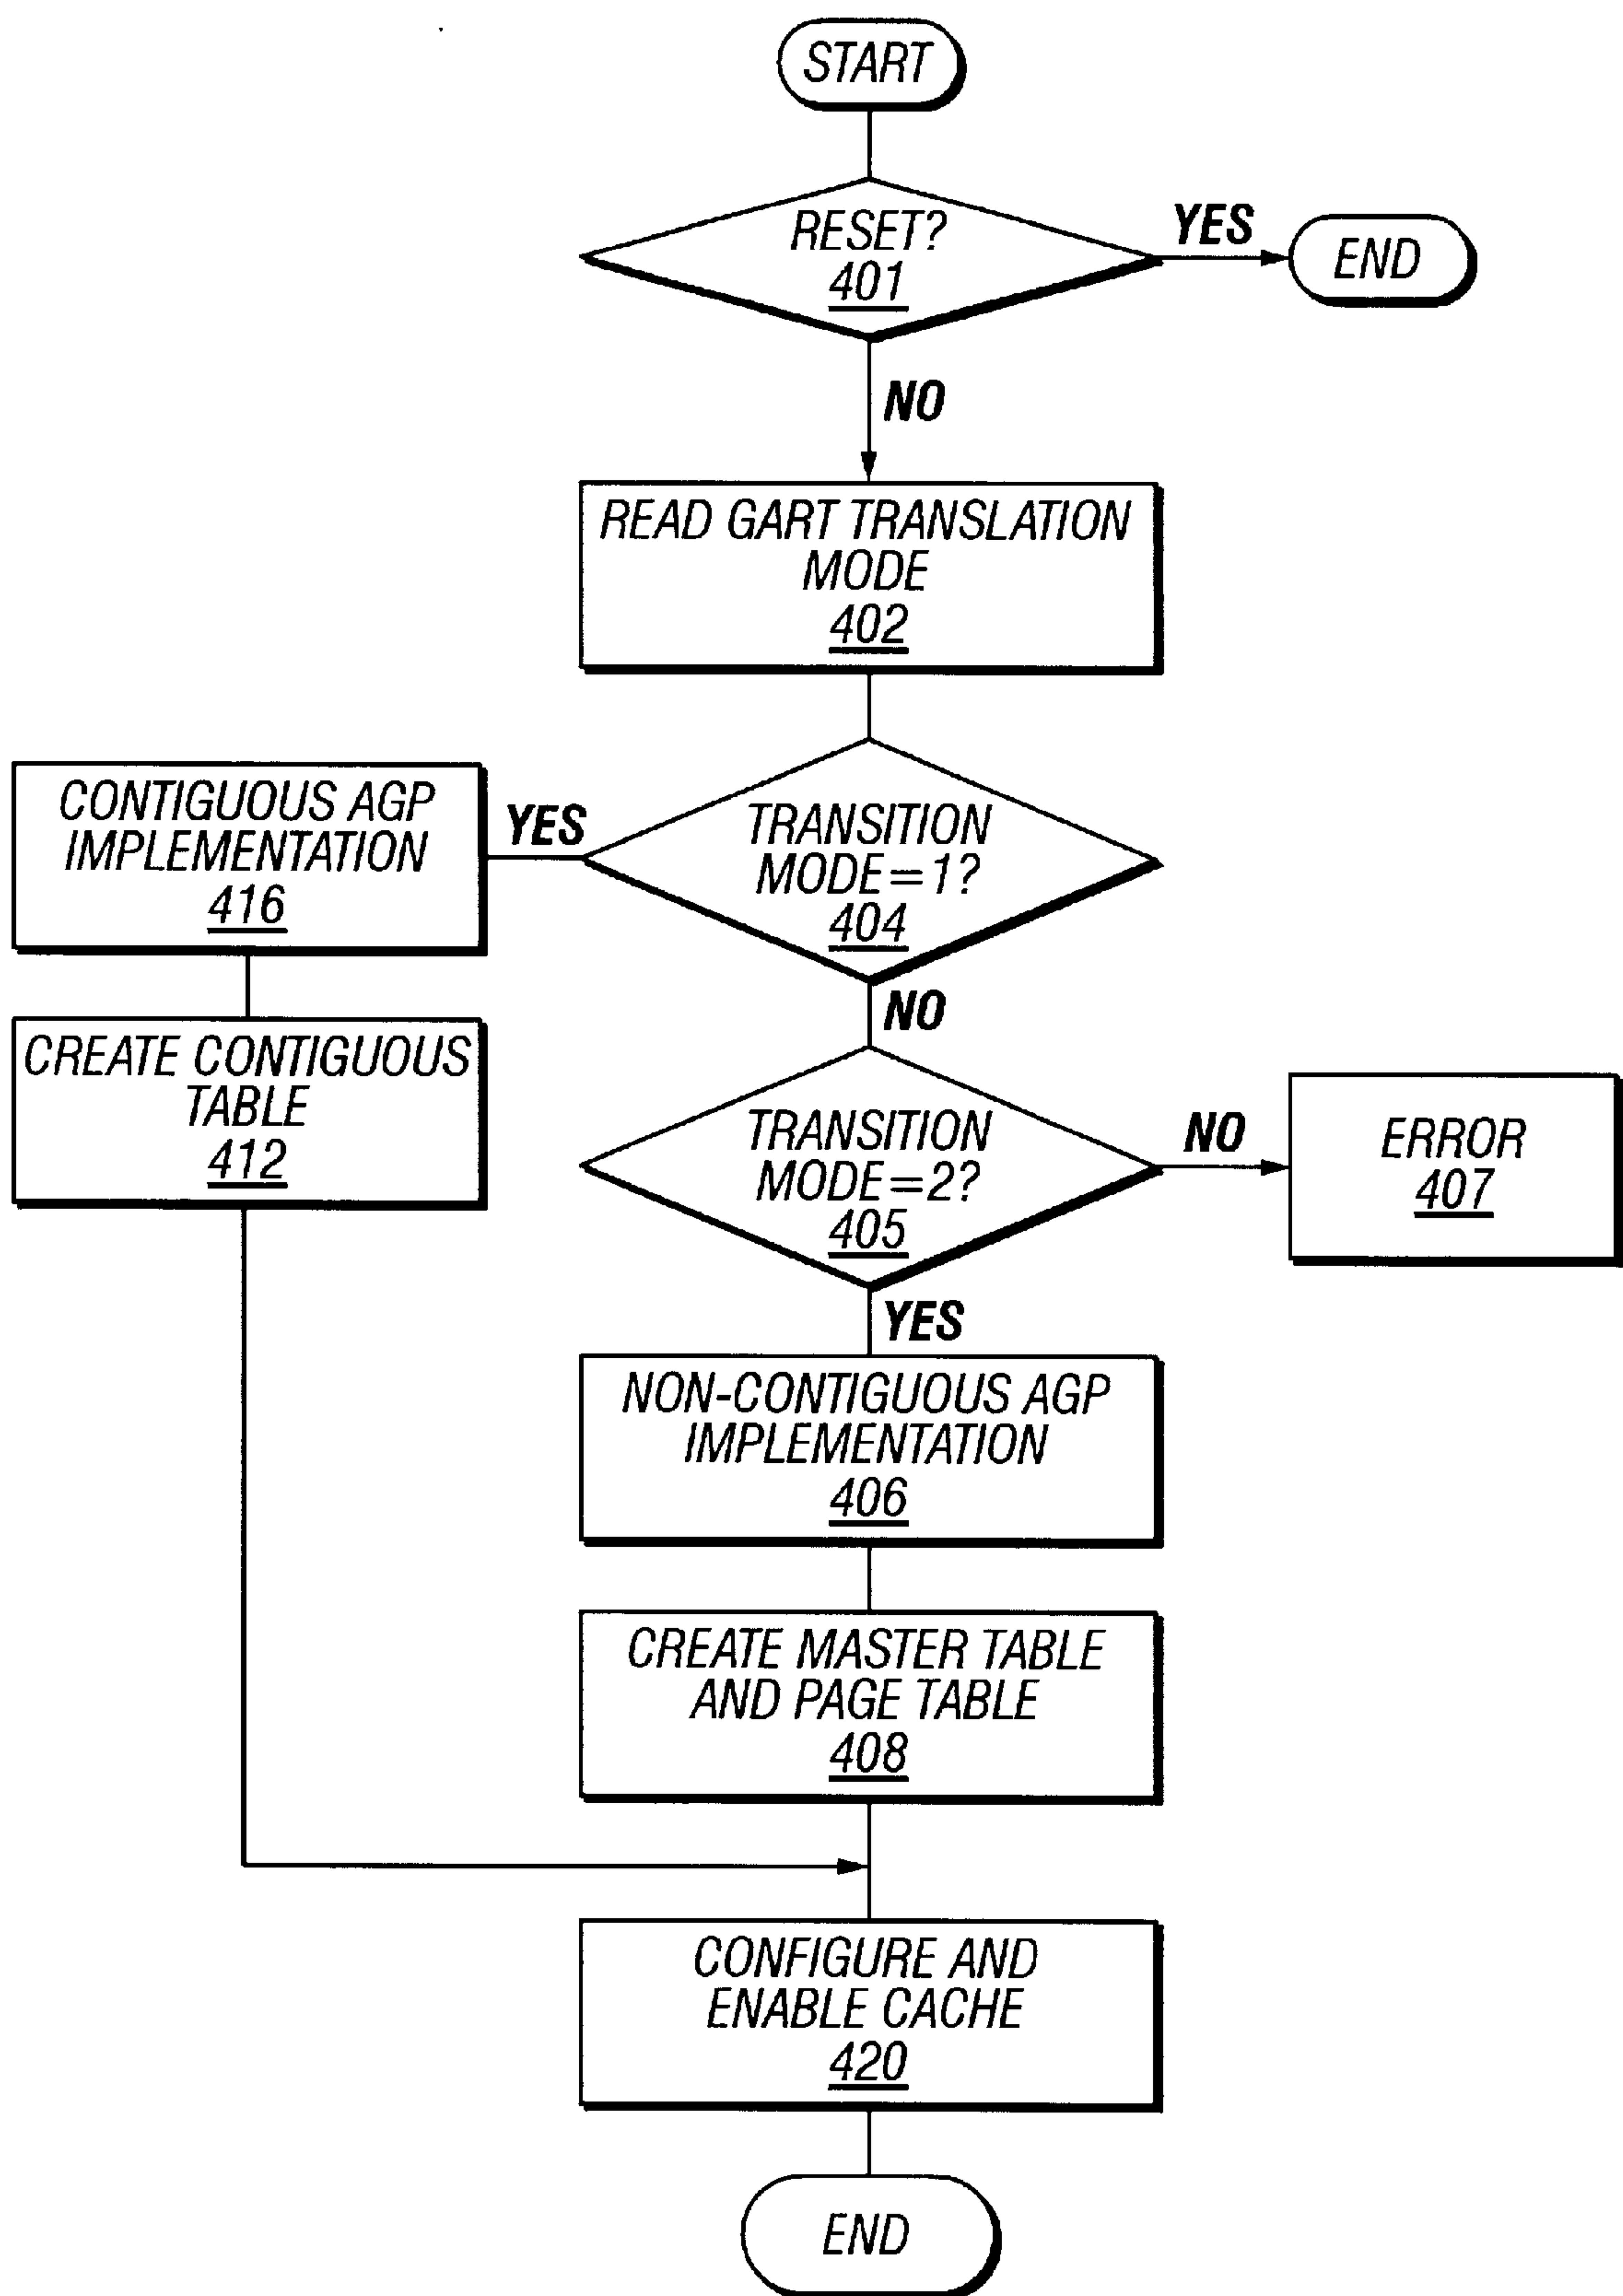 START
RESET?
401
YES
END
NO
READ GART TRANSLATION
MODE
402
CONTIGUOUS AGP
IMPLEMENTATION
416
YES
TRANSITION
MODE=1?
404
NO
CREATE CONTIGUOUS
TABLE
412
TRANSITION
MODE=2?
405
NO
ERROR
407
YES
NON-CONTIGUOUS AGP
IMPLEMENTATION
406
CREATE MASTER TABLE
AND PAGE TABLE
408
CONFIGURE AND
ENABLE CACHE
420
END